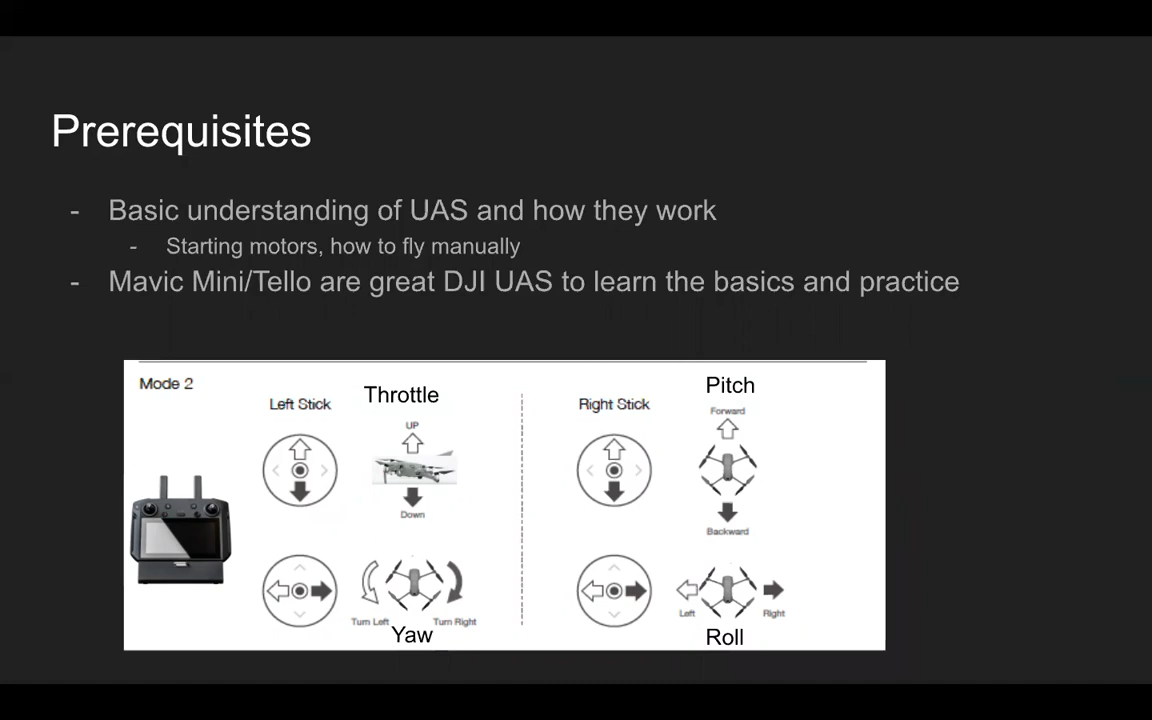 Prerequisites
- Basic understanding of UAS and how they work
- Starting motors, how to fly manually
- Mavic Mini/Tello are great DJI UAS to learn the basics and practice
Mode 2
Left Stick
Throttle
UP
Down
Turn Left
Turn Right
Yaw
Right Stick
Pitch
Forward
Backward
Left
Right
Roll